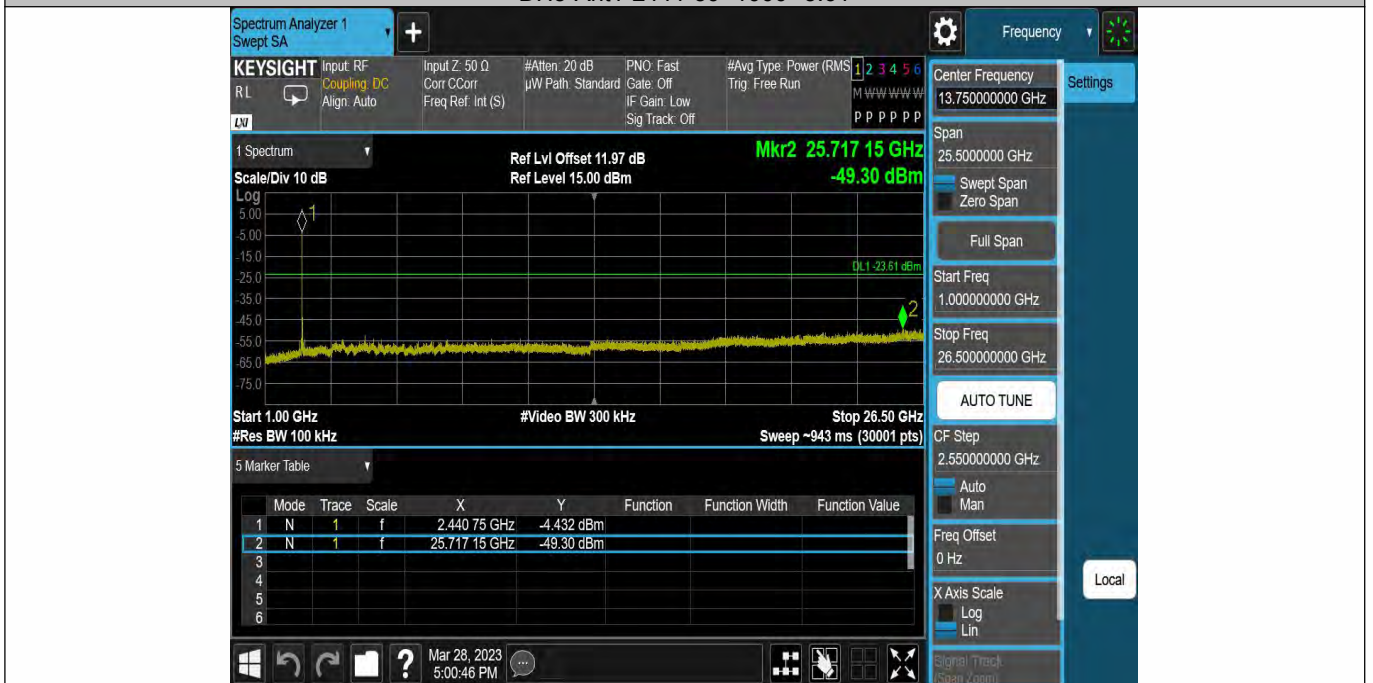 Spectrum Analyzer 1
Swept SA
+
Frequency
KEYSIGHT
RL
LXI
Input: RF
Coupling: DC
Align: Auto
Input Z: 50 Ω
Corr CCorr
Freq Ref: Int (S)
#Atten: 20 dB
µW Path: Standard
PNO: Fast
Gate: Off
IF Gain: Low
Sig Track: Off
#Avg Type: Power (RMS
Trig: Free Run
1 2 3 4 5 6
M W W W W W
P P P P P P
1 Spectrum
Scale/Div 10 dB
Ref Lvl Offset 11.97 dB
Ref Level 15.00 dBm
Mkr2 25.717 15 GHz
-49.30 dBm
Log
5.00
-5.00
-15.0
-25.0
-35.0
-45.0
-55.0
-65.0
-75.0
1
DL1 -23.61 dBm
2
Start 1.00 GHz
#Res BW 100 kHz
#Video BW 300 kHz
Stop 26.50 GHz
Sweep ~943 ms (30001 pts)
5 Marker Table
Mode Trace Scale X Y Function Function Width Function Value
1 N 1 f 2.440 75 GHz -4.432 dBm
2 N 1 f 25.717 15 GHz -49.30 dBm
3
4
5
6
Mar 28, 2023
5:00:46 PM
?
Center Frequency
13.750000000 GHz
Settings
Span
25.5000000 GHz
Swept Span
Zero Span
Full Span
Start Freq
1.000000000 GHz
Stop Freq
26.500000000 GHz
AUTO TUNE
CF Step
2.550000000 GHz
Auto
Man
Freq Offset
0 Hz
X Axis Scale
Log
Lin
Signal Track
(Span Zoom)
Local